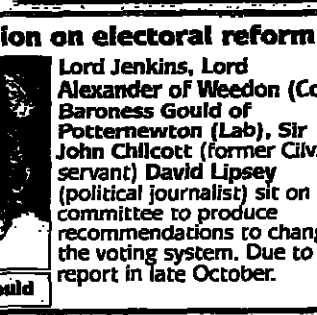 ion on electoral reform
Lord Jenkins, Lord
Alexander of Weedon (Co
Baroness Gould of
Potternewton (Lab), Sir
John Chilcott (former Civ
servant) David Lipsey
(political journalist) sit on
committee to produce
recommendations to chang
the voting system. Due to
report in late October.
uld